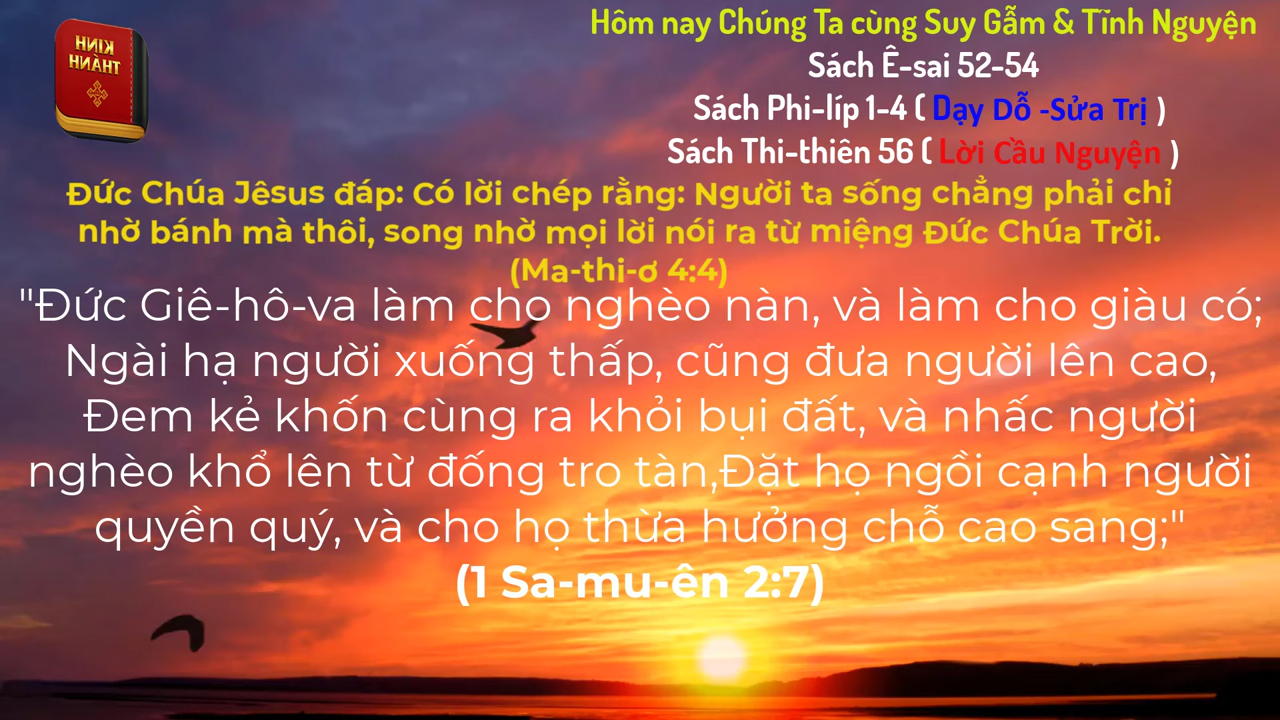 KINH
THÁNH
Hôm nay Chúng Ta cùng Suy Gẫm & Tĩnh Nguyện
Sách Ê-sai 52-54
Sách Phi-líp 1-4 ( Dạy Dỗ -Sửa Trị )
Sách Thi-thiên 56 ( Lời Cầu Nguyện )
Đức Chúa Jêsus đáp: Có lời chép rằng: Người ta sống chẳng phải chỉ
nhờ bánh mà thôi, song nhờ mọi lời nói ra từ miệng Đức Chúa Trời.
(Ma-thi-ơ 4:4)
"Đức Giê-hô-va làm cho nghèo nàn, và làm cho giàu có;
Ngài hạ người xuống thấp, cũng đưa người lên cao,
Đem kẻ khốn cùng ra khỏi bụi đất, và nhấc người
nghèo khổ lên từ đống tro tàn,Đặt họ ngồi cạnh người
quyền quý, và cho họ thừa hưởng chỗ cao sang;"
(1 Sa-mu-ên 2:7)